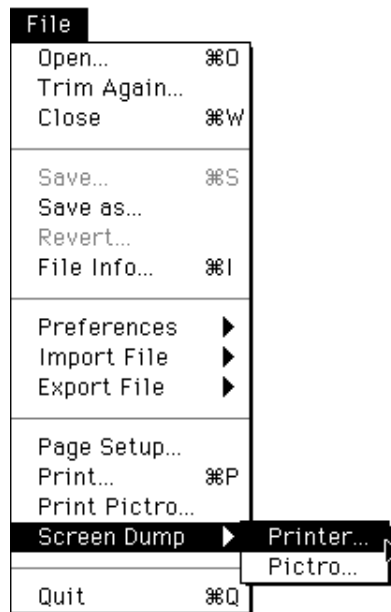 File
Open... ⌘O
Trim Again...
Close ⌘W
Save... ⌘S
Save as...
Revert...
File Info... ⌘I
Preferences ▶
Import File ▶
Export File ▶
Page Setup...
Print... ⌘P
Print Pictro...
Screen Dump ▶ Printer...
Pictro...
Quit ⌘Q